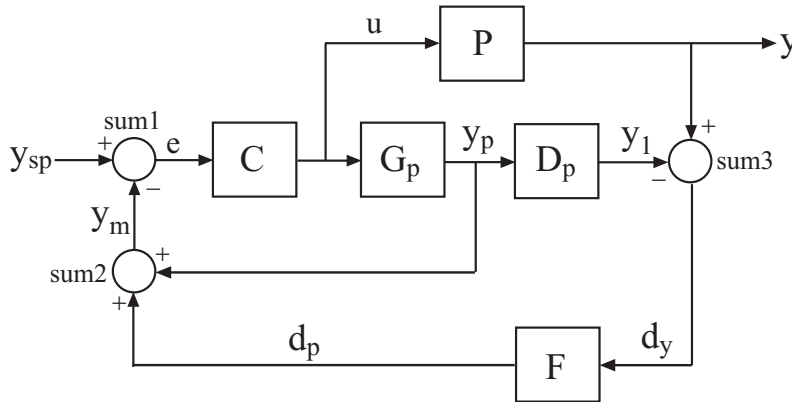 u
P
y
sum1
+
y_sp
e
C
G_p
y_p
D_p
y_1
+
−
sum3
−
y_m
sum2
+
+
d_p
F
d_y